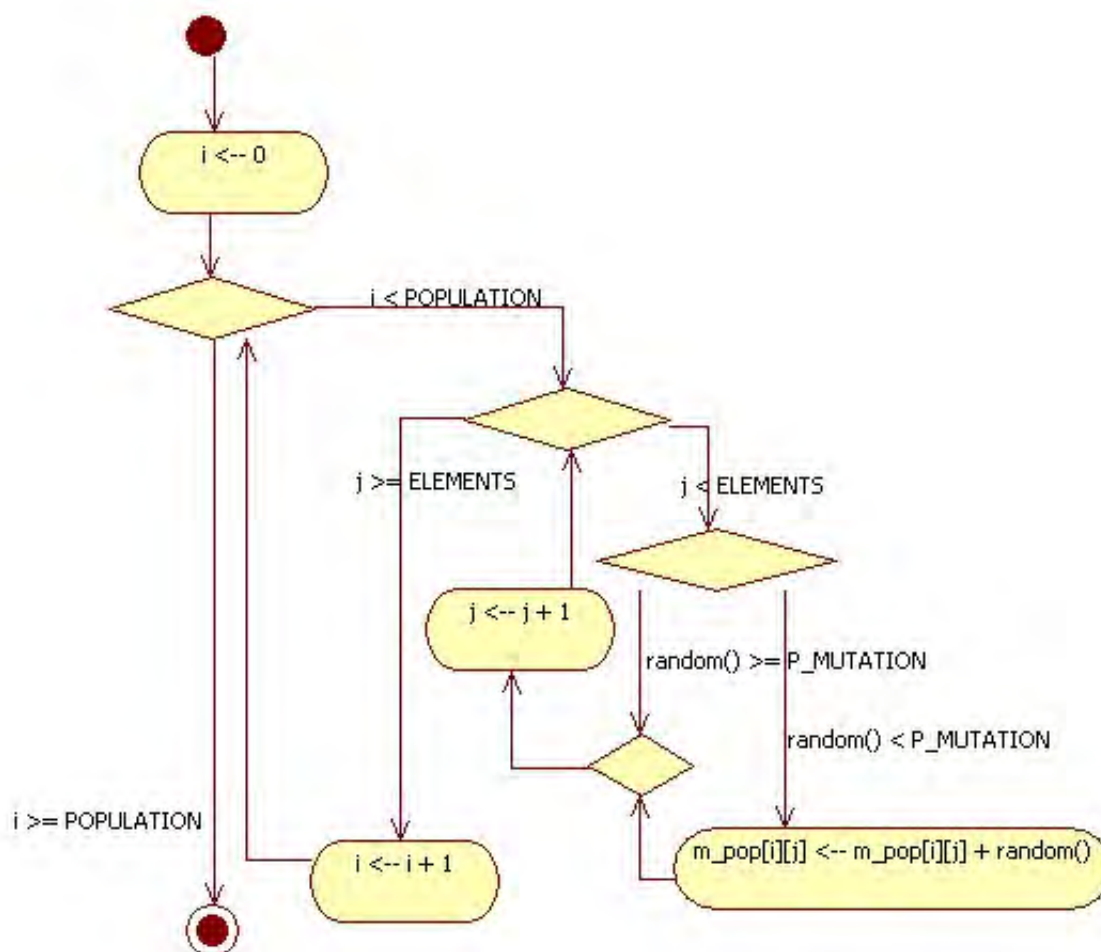 i <-- 0
i < POPULATION
j >= ELEMENTS
j < ELEMENTS
j <-- j + 1
random() >= P_MUTATION
random() < P_MUTATION
i >= POPULATION
i <-- i + 1
m_pop[i][j] <-- m_pop[i][j] + random()